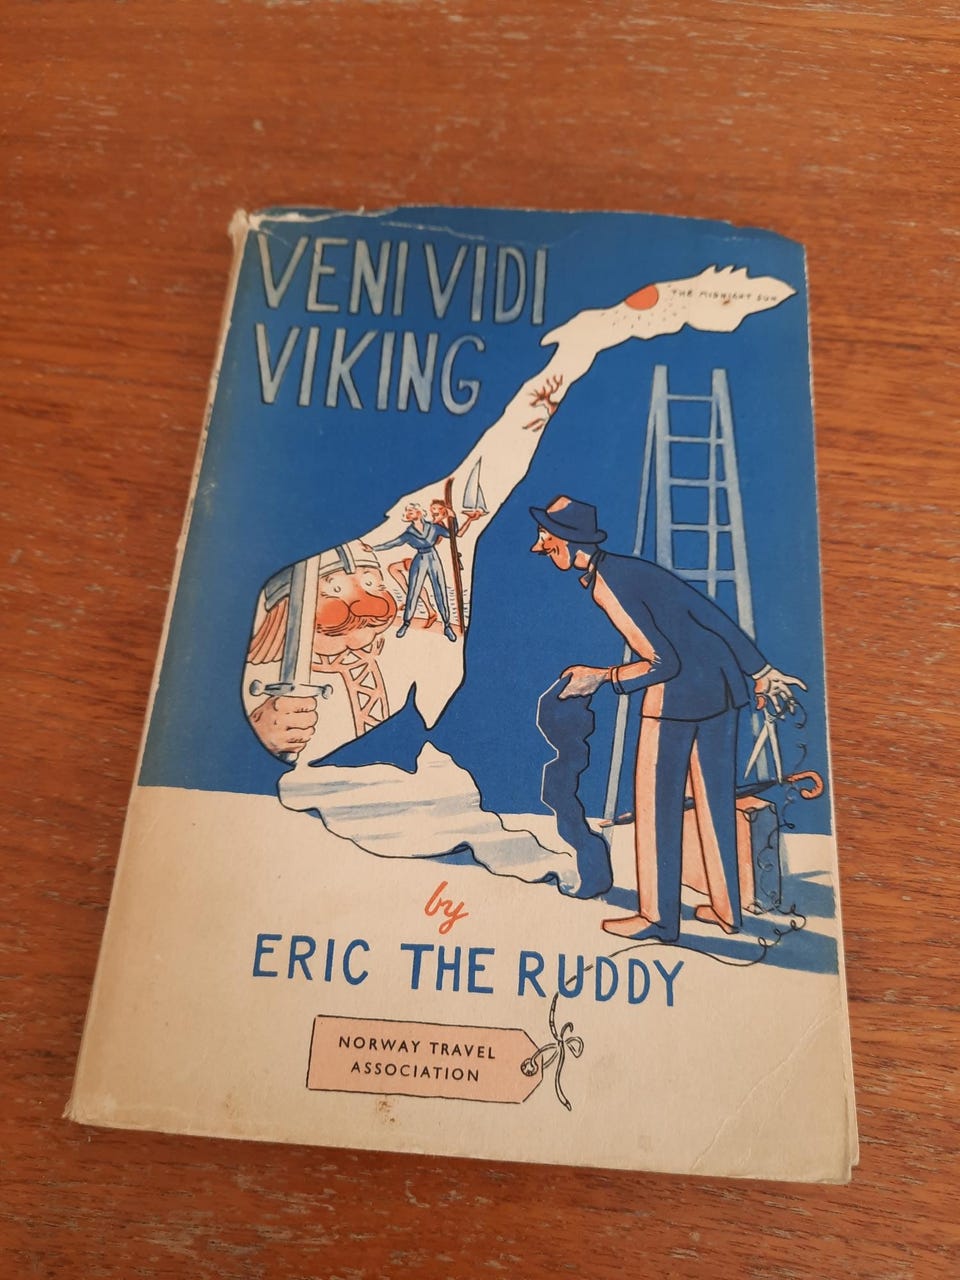 VENI VIDI
VIKING
THE MIDNIGHT SUN
by
ERIC THE RUDDY
NORWAY TRAVEL
ASSOCIATION